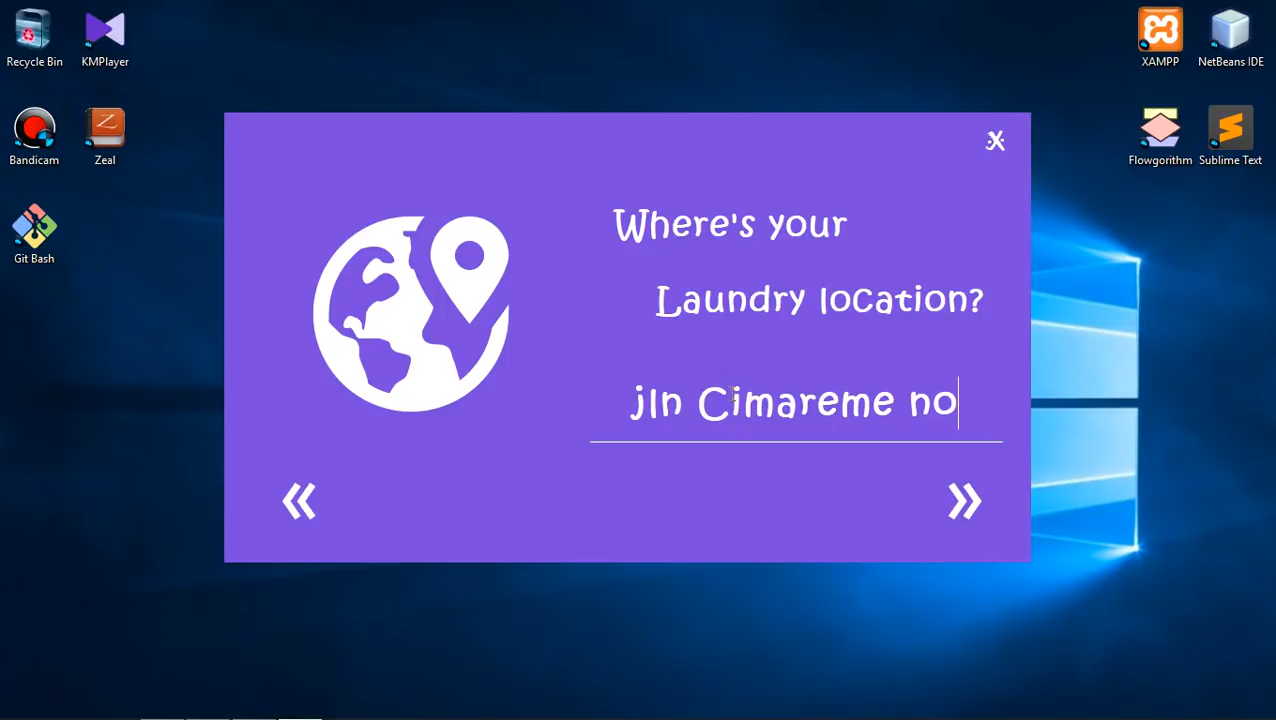 Recycle Bin
KMPlayer
XAMPP
NetBeans IDE
Bandicam
Zeal
Flowgorithm
Sublime Text
Git Bash
X
Where's your
Laundry location?
jln Cimareme no